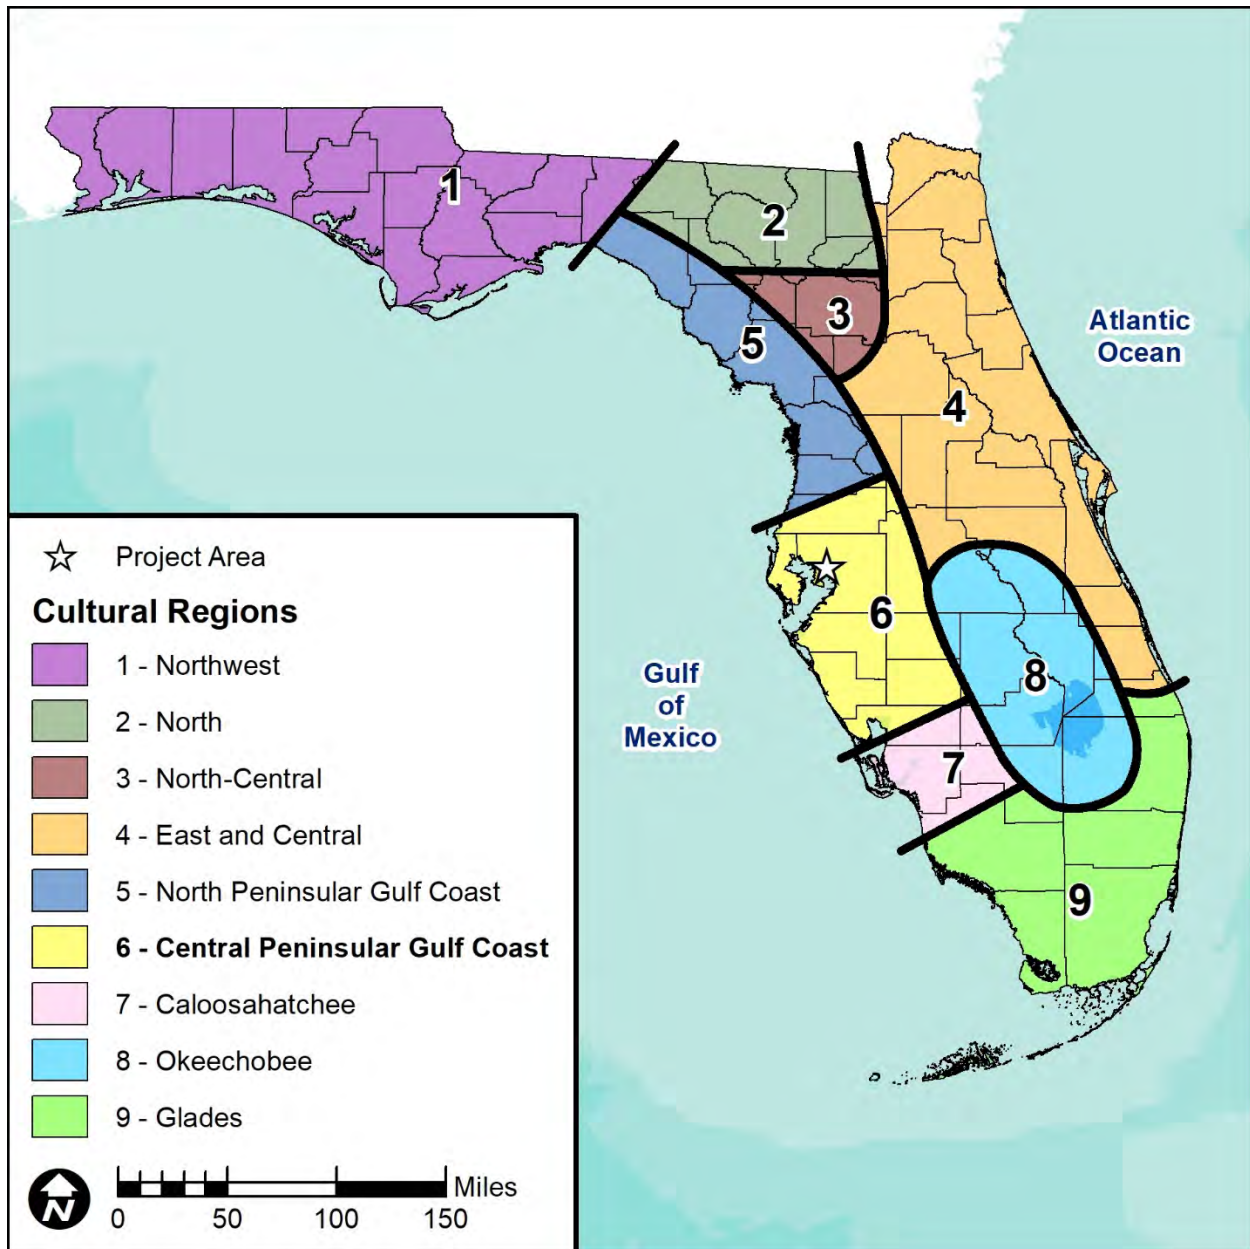 1
2
3
5
4
Atlantic
Ocean
6
8
Gulf
of
Mexico
7
9
Project Area
Cultural Regions
1 - Northwest
2 - North
3 - North-Central
4 - East and Central
5 - North Peninsular Gulf Coast
6 - Central Peninsular Gulf Coast
7 - Caloosahatchee
8 - Okeechobee
9 - Glades
N
Miles
0 50 100 150